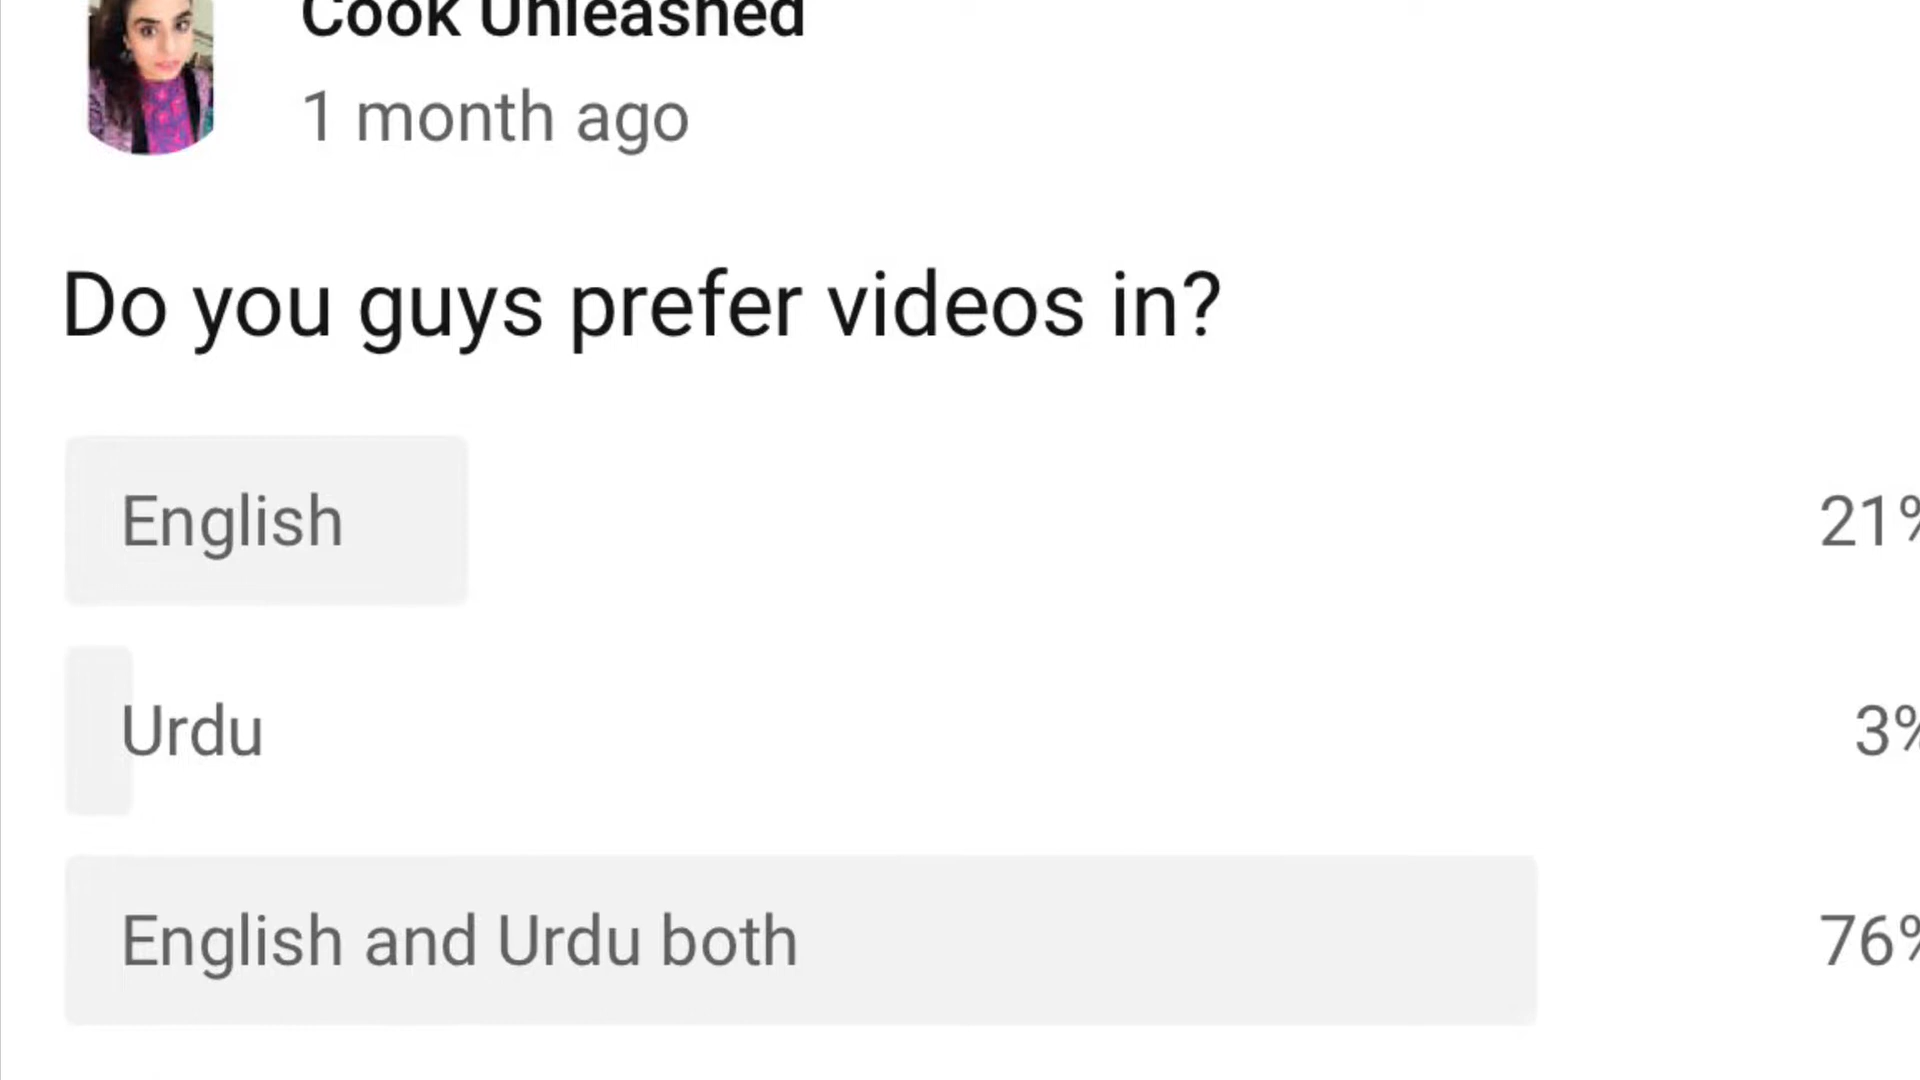 Cook Unleashed
1 month ago
Do you guys prefer videos in?
English 21%
Urdu 3%
English and Urdu both 76%